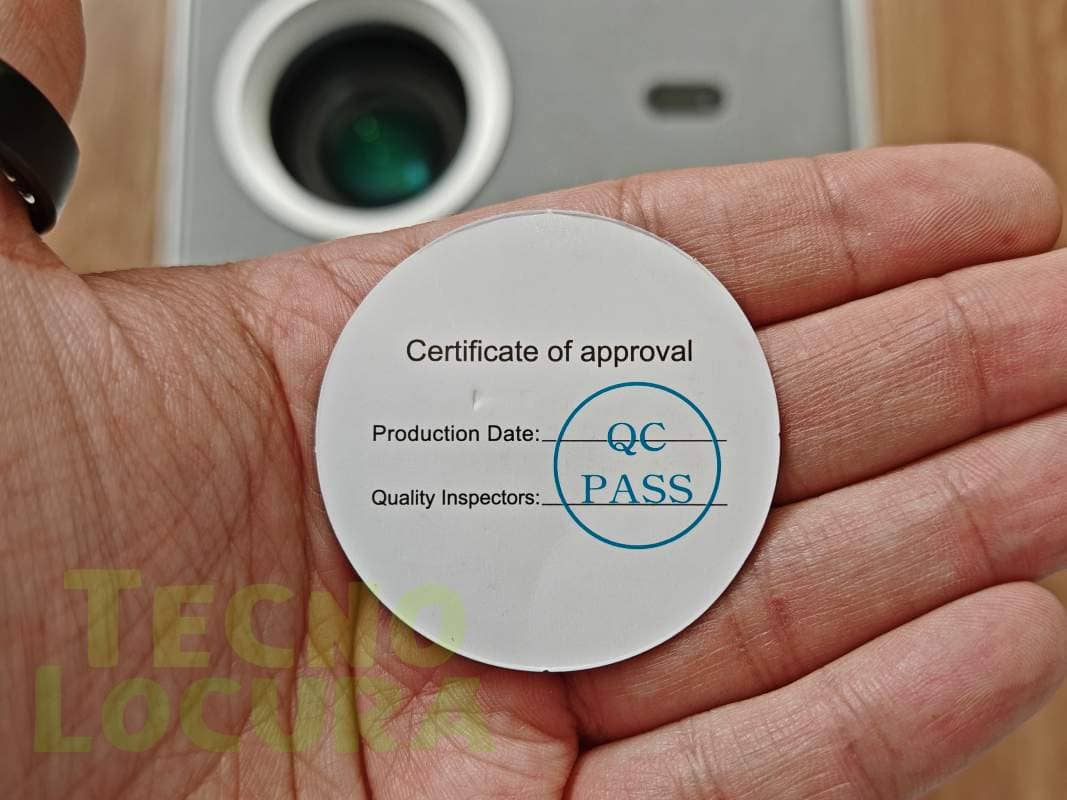 Certificate of approval
Production Date:
QC
Quality Inspectors:
PASS
TECNO
LOCURA